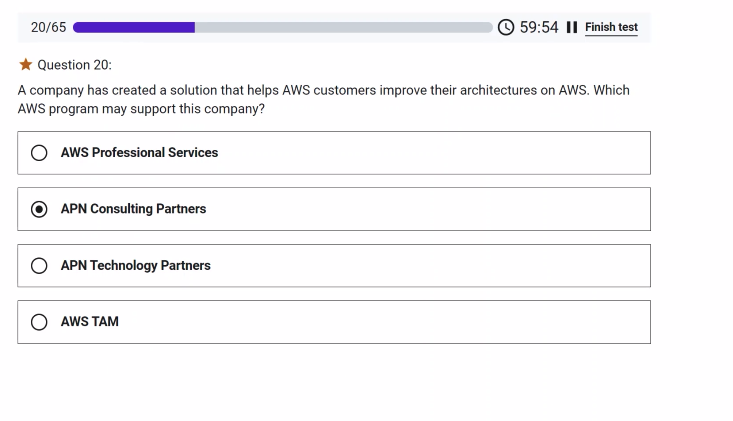 20/65 59:54 Finish test
Question 20:
A company has created a solution that helps AWS customers improve their architectures on AWS. Which
AWS program may support this company?
AWS Professional Services
APN Consulting Partners
APN Technology Partners
AWS TAM